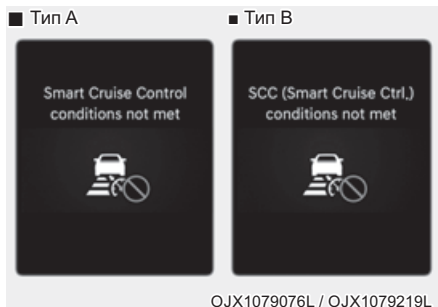 ■ Тип А
■ Тип В
Smart Cruise Control
conditions not met
SCC (Smart Cruise Ctrl.)
conditions not met
OJX1079076L / OJX1079219L